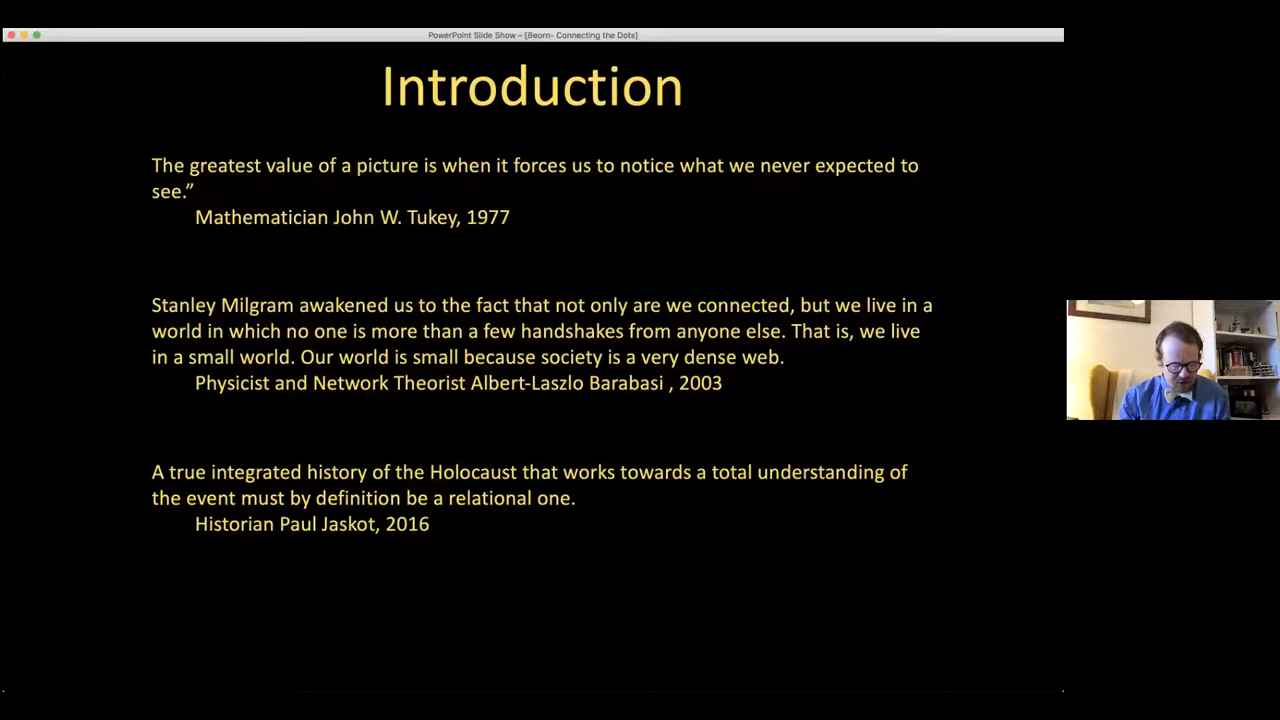 PowerPoint Slide Show – [Beorn- Connecting the Dots]
Introduction
The greatest value of a picture is when it forces us to notice what we never expected to
see.”
Mathematician John W. Tukey, 1977
Stanley Milgram awakened us to the fact that not only are we connected, but we live in a
world in which no one is more than a few handshakes from anyone else. That is, we live
in a small world. Our world is small because society is a very dense web.
Physicist and Network Theorist Albert-Laszlo Barabasi , 2003
A true integrated history of the Holocaust that works towards a total understanding of
the event must by definition be a relational one.
Historian Paul Jaskot, 2016